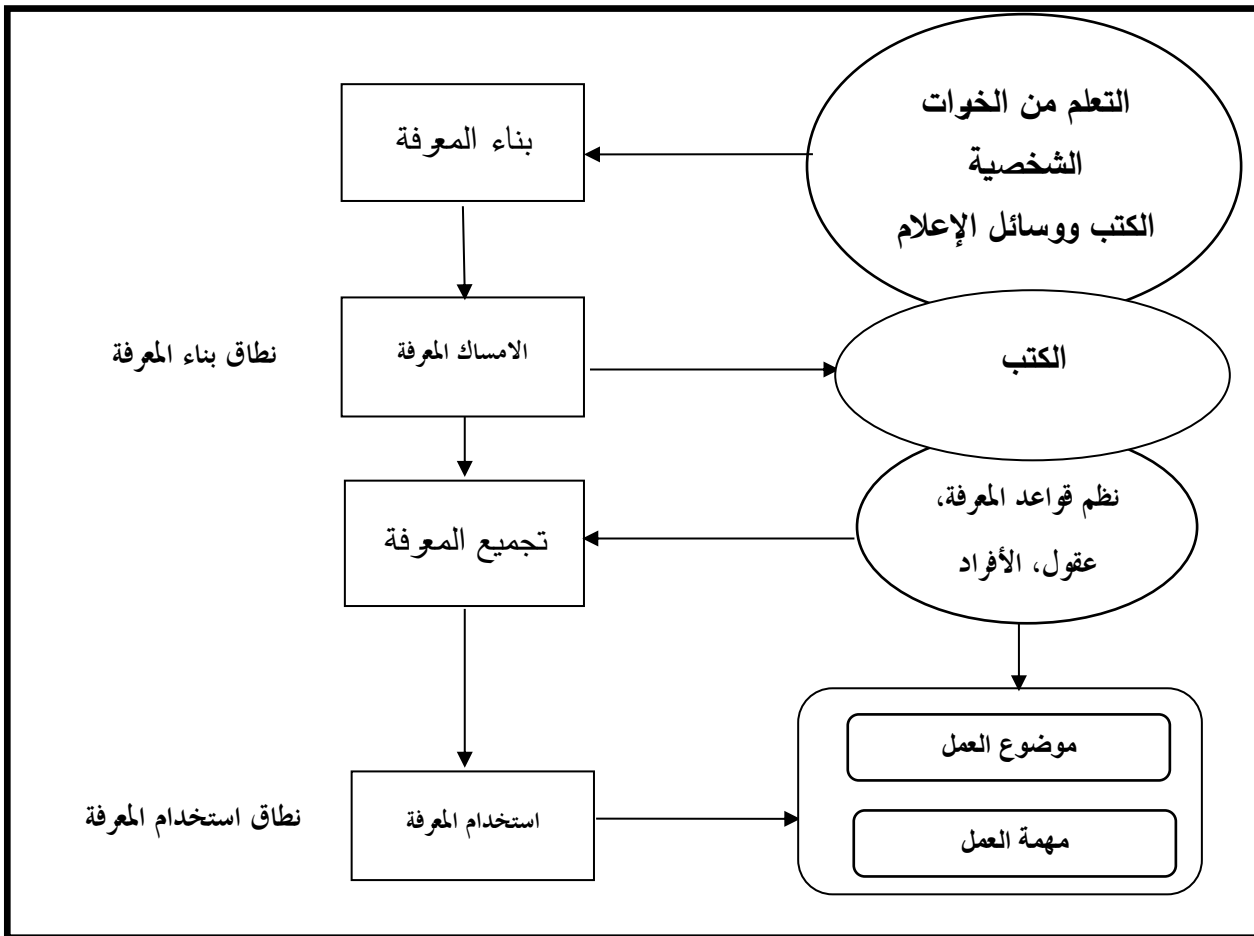 التعلم من الخوات
الشخصية
الكتب ووسائل الإعلام
بناء المعرفة
نطاق بناء المعرفة
الامساك المعرفة
الكتب
نظم قواعد المعرفة،
عقول، الأفراد
تجميع المعرفة
موضوع العمل
مهمة العمل
استخدام المعرفة
نطاق استخدام المعرفة